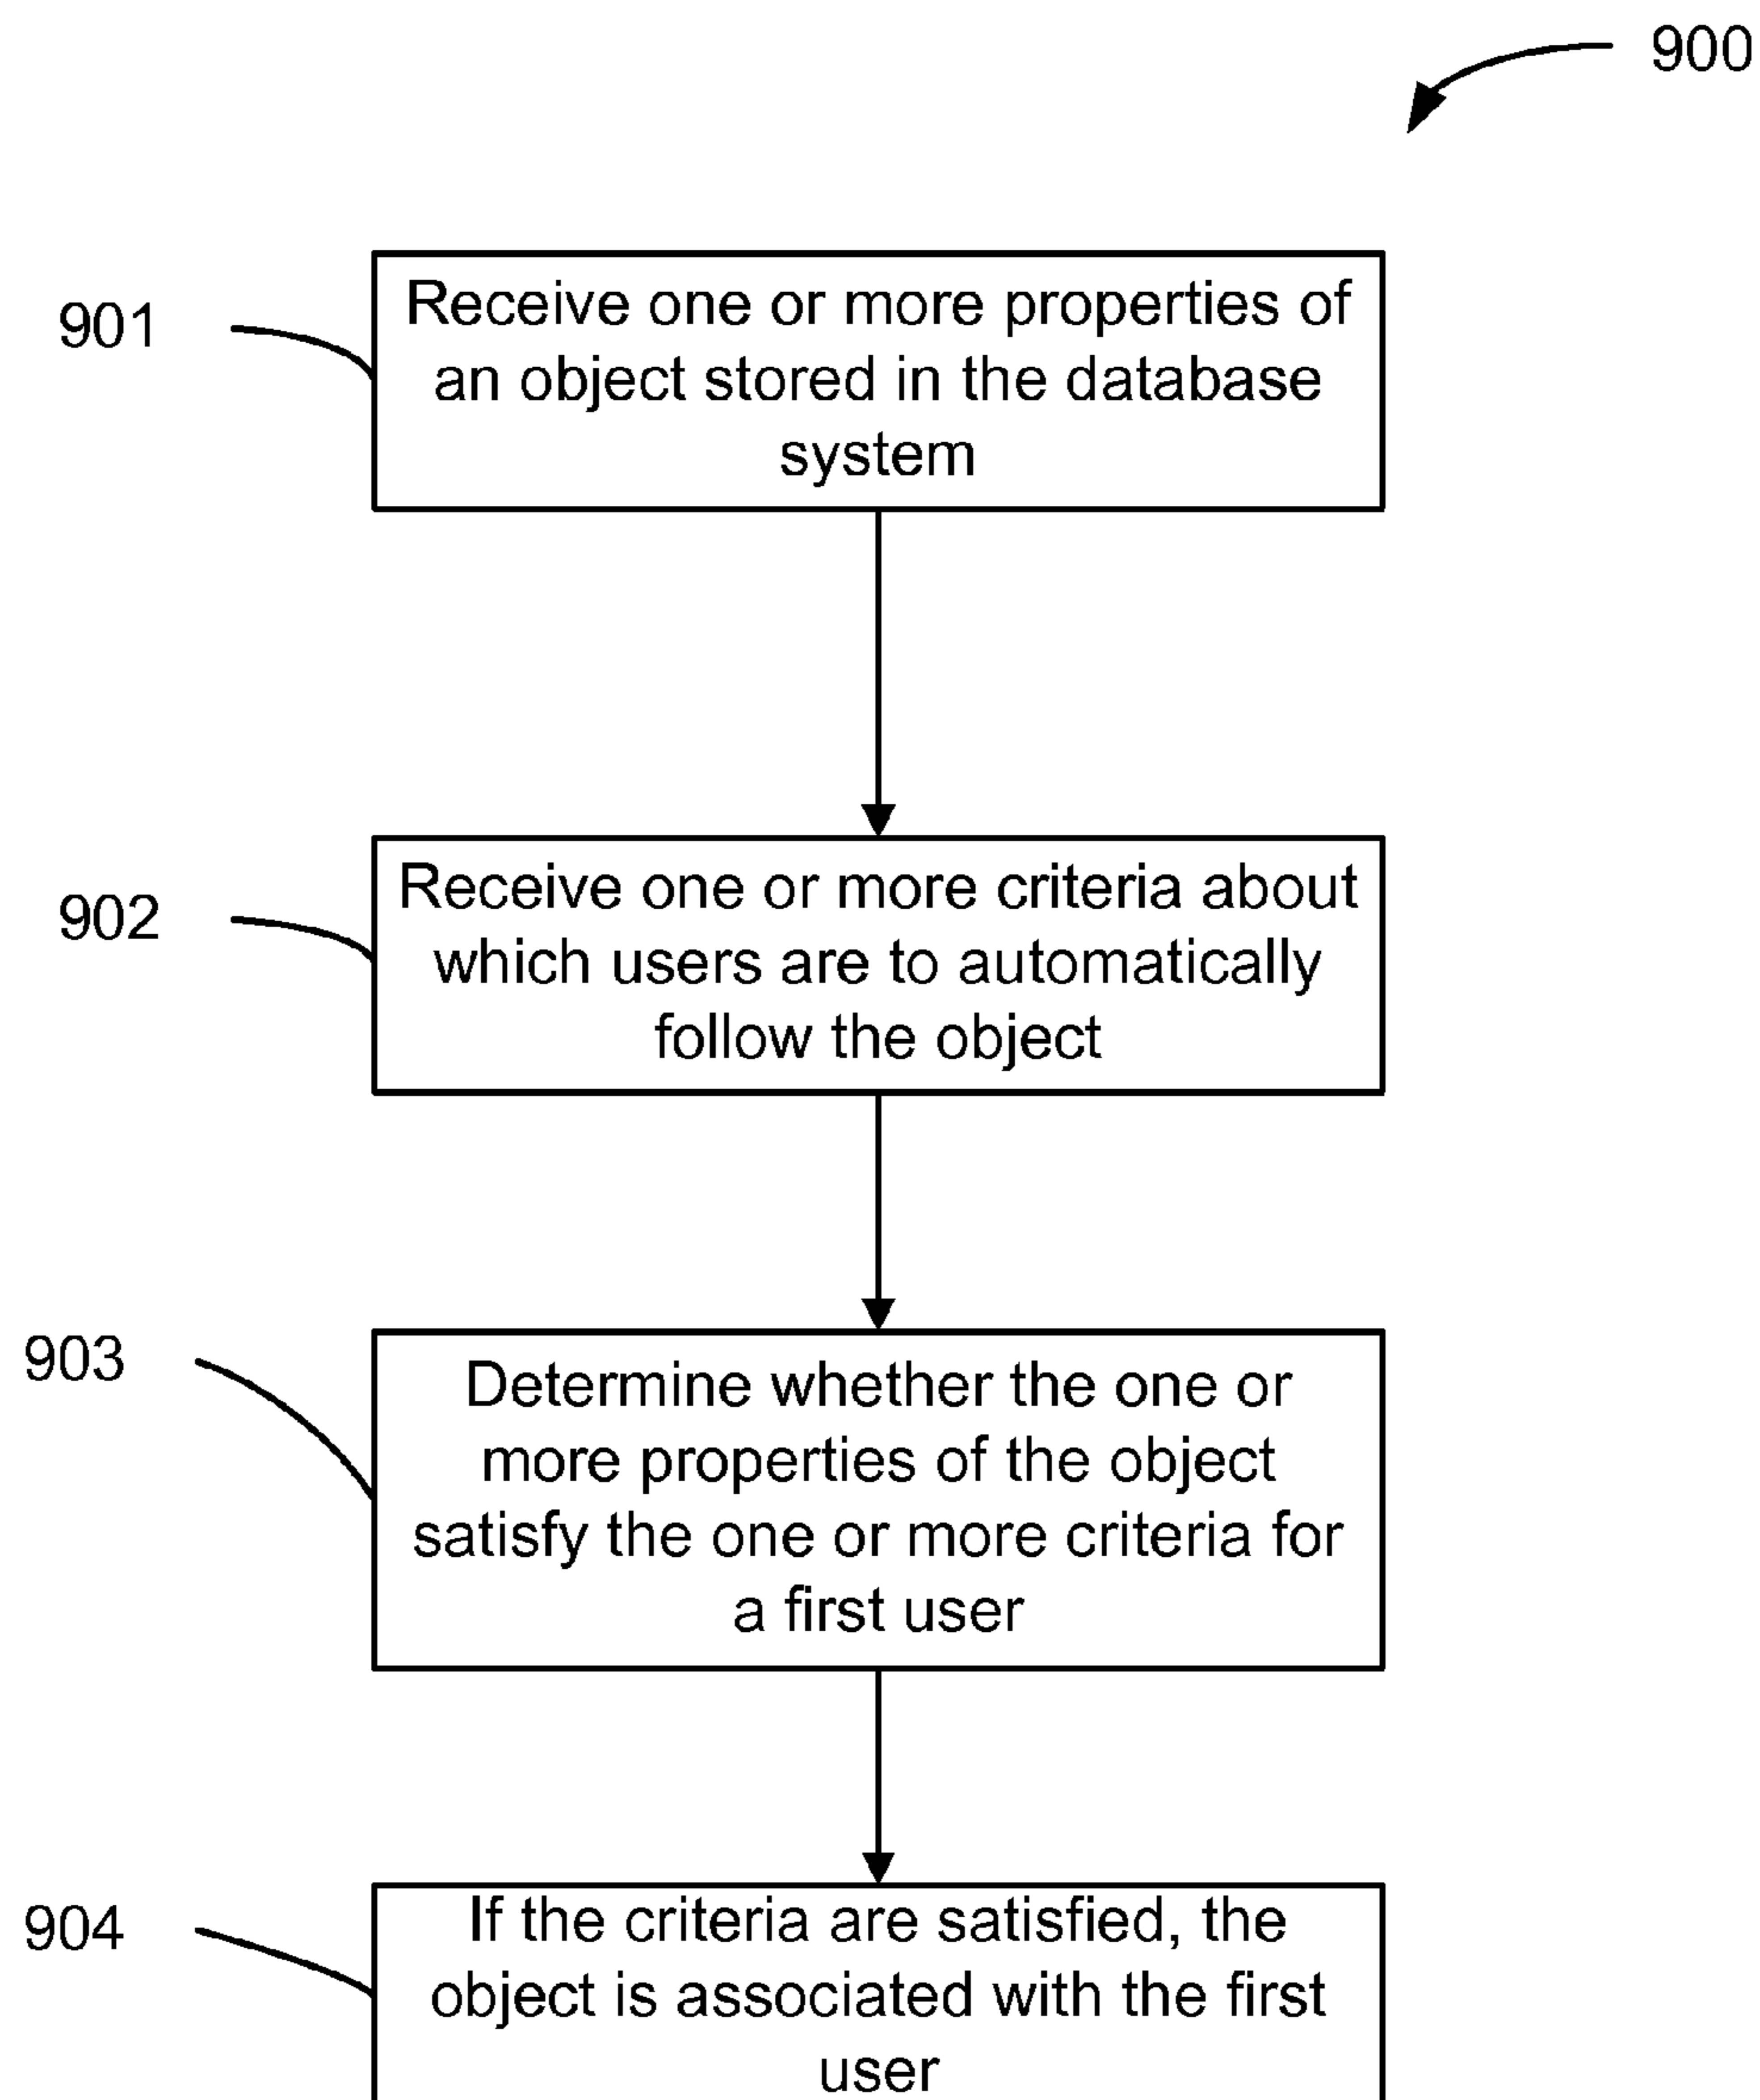 900
901
Receive one or more properties of
an object stored in the database
system
902
Receive one or more criteria about
which users are to automatically
follow the object
903
Determine whether the one or
more properties of the object
satisfy the one or more criteria for
a first user
904
If the criteria are satisfied, the
object is associated with the first
user